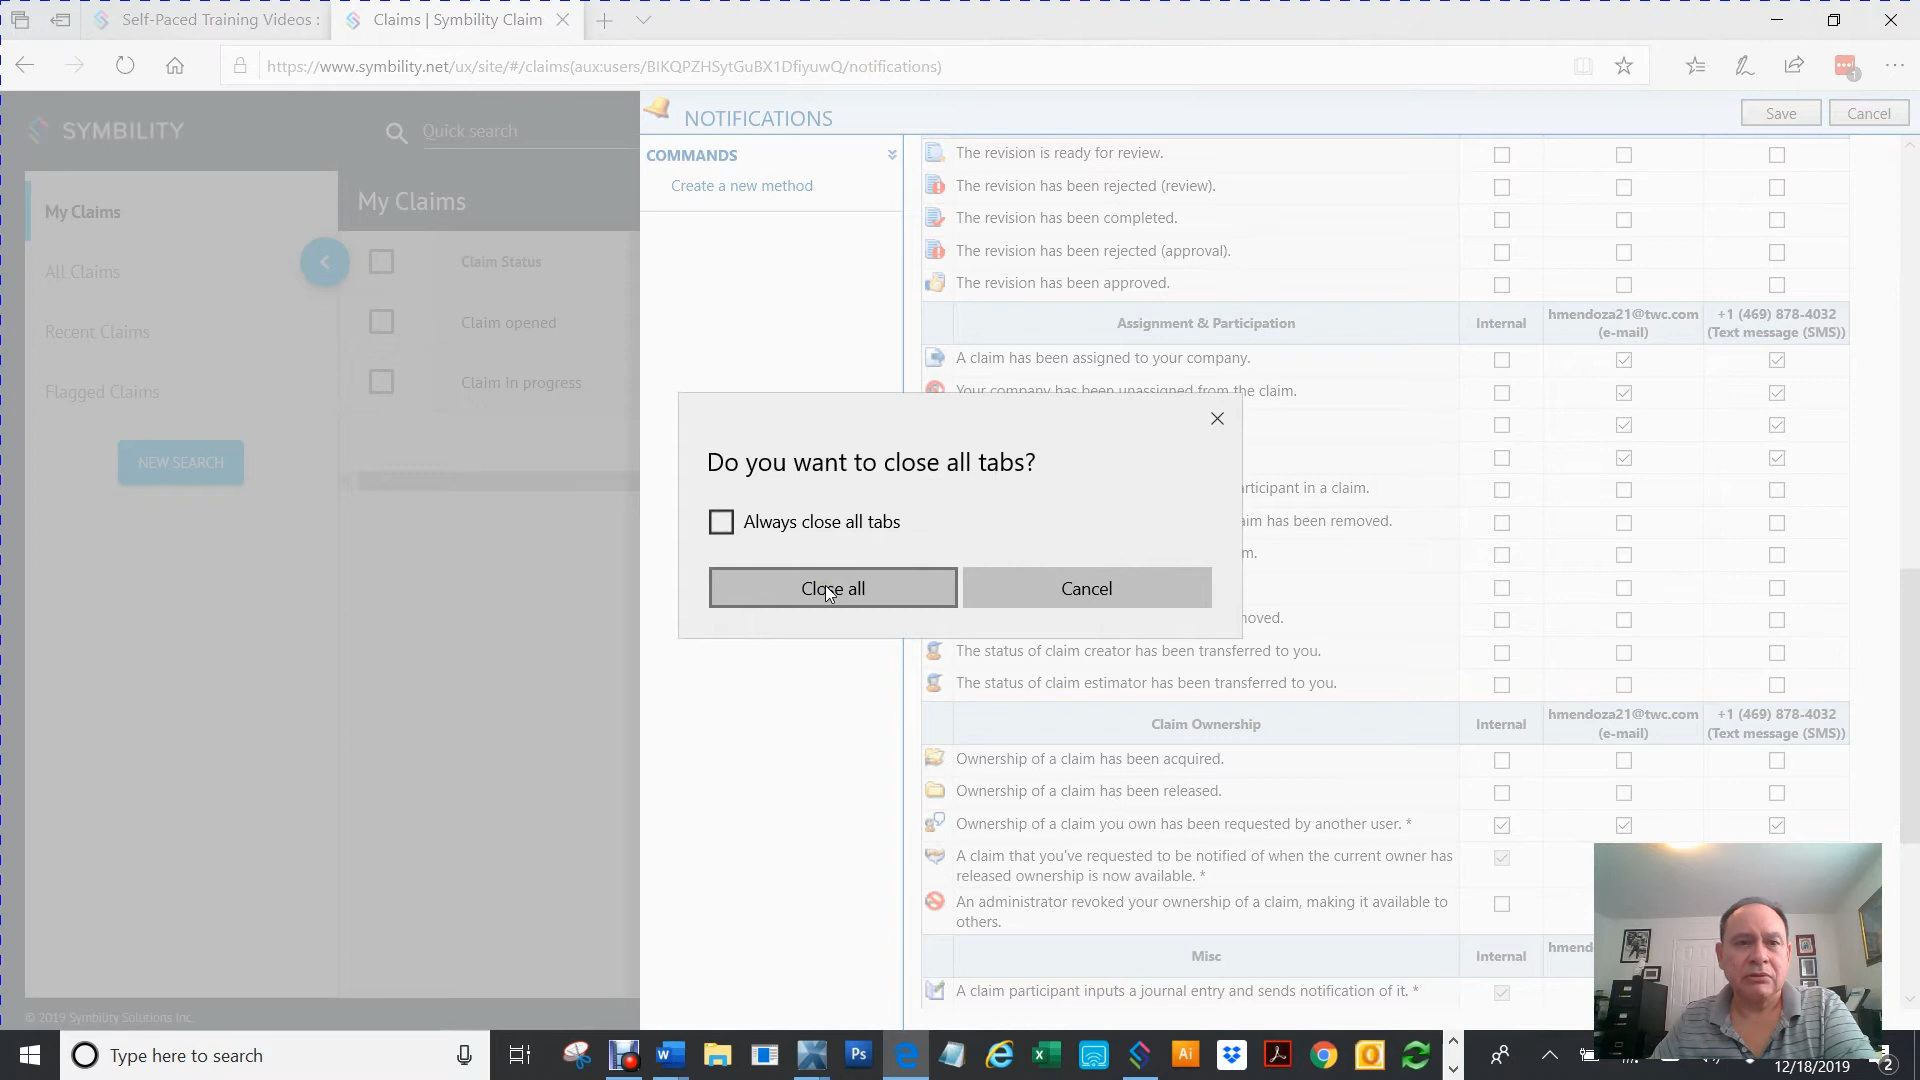 Self-Paced Training Videos :
Claims | Symbility Claim
https://www.symbility.net/ux/site/#/claims(aux:users/BIKQPZHSytGuBX1DfiyuwQ/notifications)
1
SYMBILITY
Quick search
NOTIFICATIONS
Save
Cancel
COMMANDS
Create a new method
My Claims
All Claims
Recent Claims
Flagged Claims
NEW SEARCH
My Claims
Claim Status
Claim opened
Claim in progress
The revision is ready for review.
The revision has been rejected (review).
The revision has been completed.
The revision has been rejected (approval).
The revision has been approved.
Assignment & Participation
Internal
hmendoza21@twc.com
(e-mail)
+1 (469) 878-4032
(Text message (SMS))
A claim has been assigned to your company.
Your company has been unassigned from the claim.
articipant in a claim.
aim has been removed.
m.
noved.
Do you want to close all tabs?
Always close all tabs
Close all
Cancel
The status of claim creator has been transferred to you.
The status of claim estimator has been transferred to you.
Claim Ownership
Internal
hmendoza21@twc.com
(e-mail)
+1 (469) 878-4032
(Text message (SMS))
Ownership of a claim has been acquired.
Ownership of a claim has been released.
Ownership of a claim you own has been requested by another user. *
A claim that you've requested to be notified of when the current owner has
released ownership is now available. *
An administrator revoked your ownership of a claim, making it available to
others.
Misc
Internal
hmend
A claim participant inputs a journal entry and sends notification of it. *
© 2019 Symbility Solutions Inc.
Type here to search
Ps
Ai
12/18/2019
2